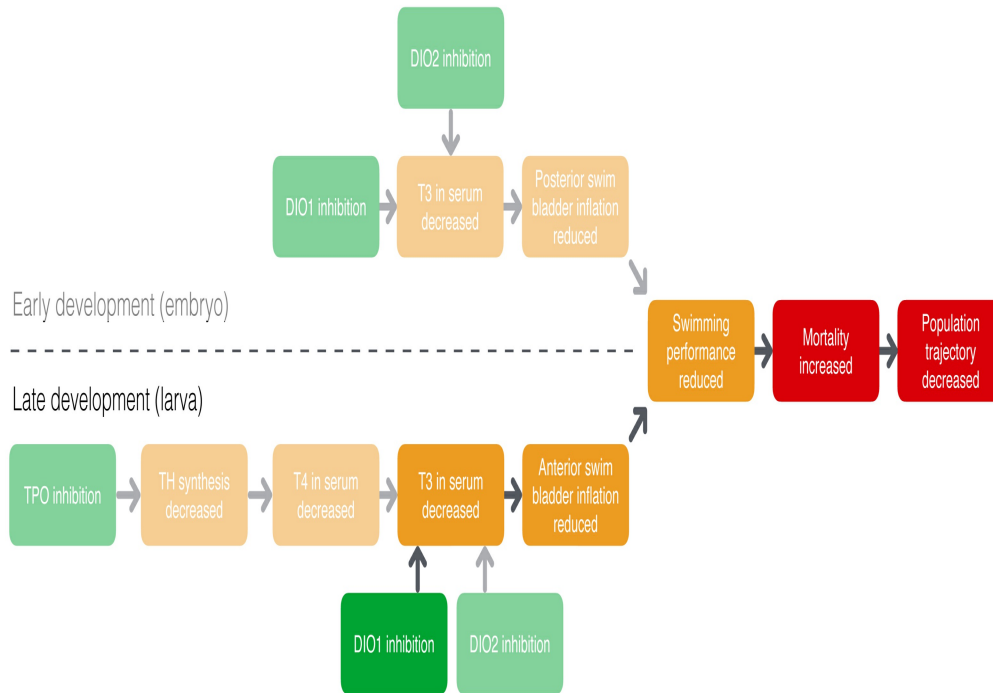 DIO2 inhibition
DIO1 inhibition
T3 in serum
decreased
Posterior swim
bladder inflation
reduced
Early development (embryo)
Swimming
performance
reduced
Mortality
increased
Population
trajectory
decreased
Late development (larva)
TPO inhibition
TH synthesis
decreased
T4 in serum
decreased
T3 in serum
decreased
Anterior swim
bladder inflation
reduced
DIO1 inhibition
DIO2 inhibition